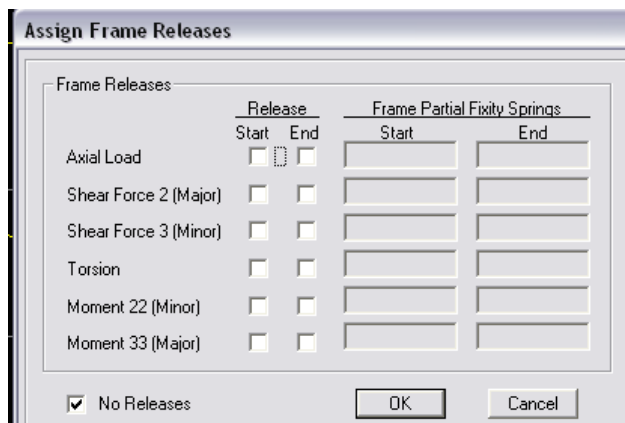 Assign Frame Releases
Frame Releases
Release Frame Partial Fixity Springs
Start End Start End
Axial Load
Shear Force 2 (Major)
Shear Force 3 (Minor)
Torsion
Moment 22 (Minor)
Moment 33 (Major)
No Releases OK Cancel